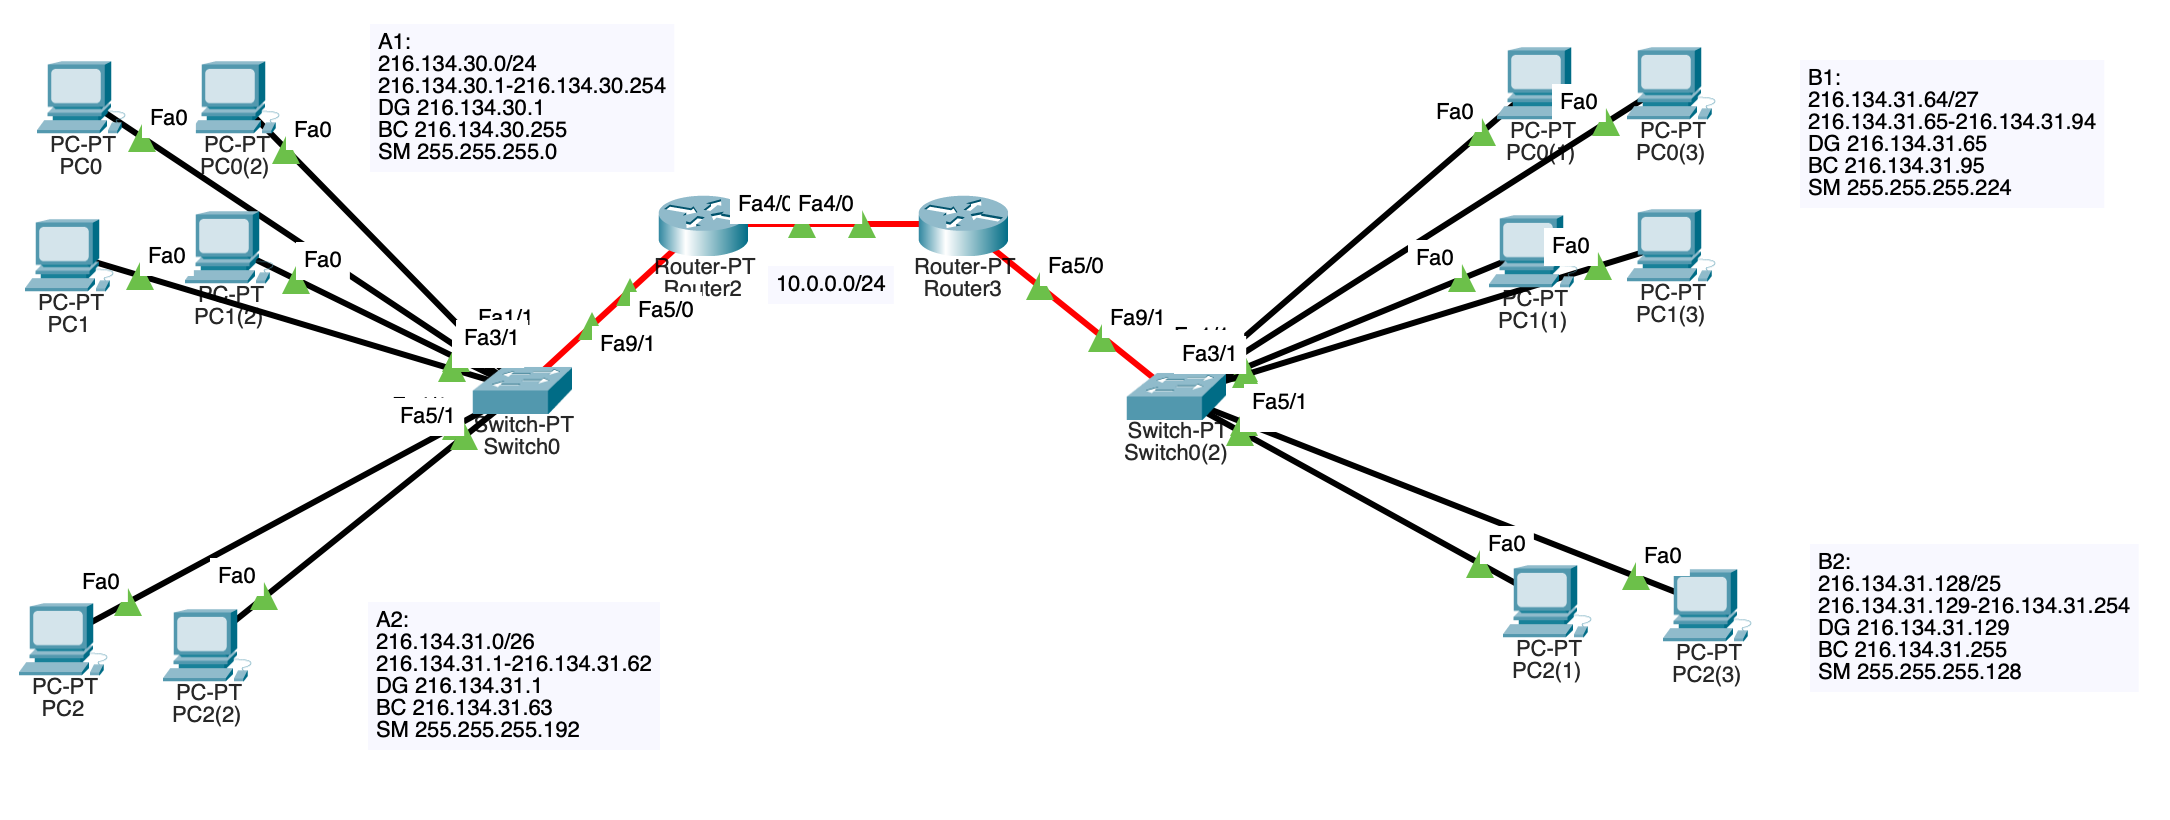 A1:
216.134.30.0/24
216.134.30.1-216.134.30.254
DG 216.134.30.1
BC 216.134.30.255
SM 255.255.255.0
Fa0
PC-PT
PC0
Fa0
PC-PT
PC0(2)
Fa0
PC-PT
PC1
Fa0
PC-PT
PC1(2)
Fa1/1
Fa3/1
Fa5/1
Switch-PT
Switch0
Fa9/1
Fa5/0
Router-PT
Router2
Fa4/0
Fa4/0
10.0.0.0/24
Router-PT
Router3
Fa5/0
Fa9/1
Fa3/1
Fa5/1
Switch-PT
Switch0(2)
Fa0
PC-PT
PC0(1)
Fa0
PC-PT
PC0(3)
Fa0
PC-PT
PC1(1)
Fa0
PC-PT
PC1(3)
B1:
216.134.31.64/27
216.134.31.65-216.134.31.94
DG 216.134.31.65
BC 216.134.31.95
SM 255.255.255.224
Fa0
PC-PT
PC2
Fa0
PC-PT
PC2(2)
A2:
216.134.31.0/26
216.134.31.1-216.134.31.62
DG 216.134.31.1
BC 216.134.31.63
SM 255.255.255.192
Fa0
PC-PT
PC2(1)
Fa0
PC-PT
PC2(3)
B2:
216.134.31.128/25
216.134.31.129-216.134.31.254
DG 216.134.31.129
BC 216.134.31.255
SM 255.255.255.128